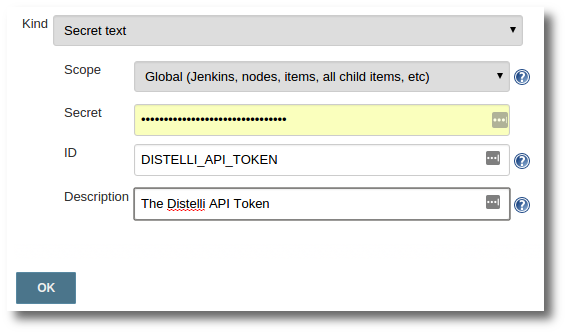 Kind Secret text
Scope Global (Jenkins, nodes, items, all child items, etc)
Secret ••••••••••••••••••••••••••••••••
ID DISTELLI_API_TOKEN
Description The Distelli API Token
OK